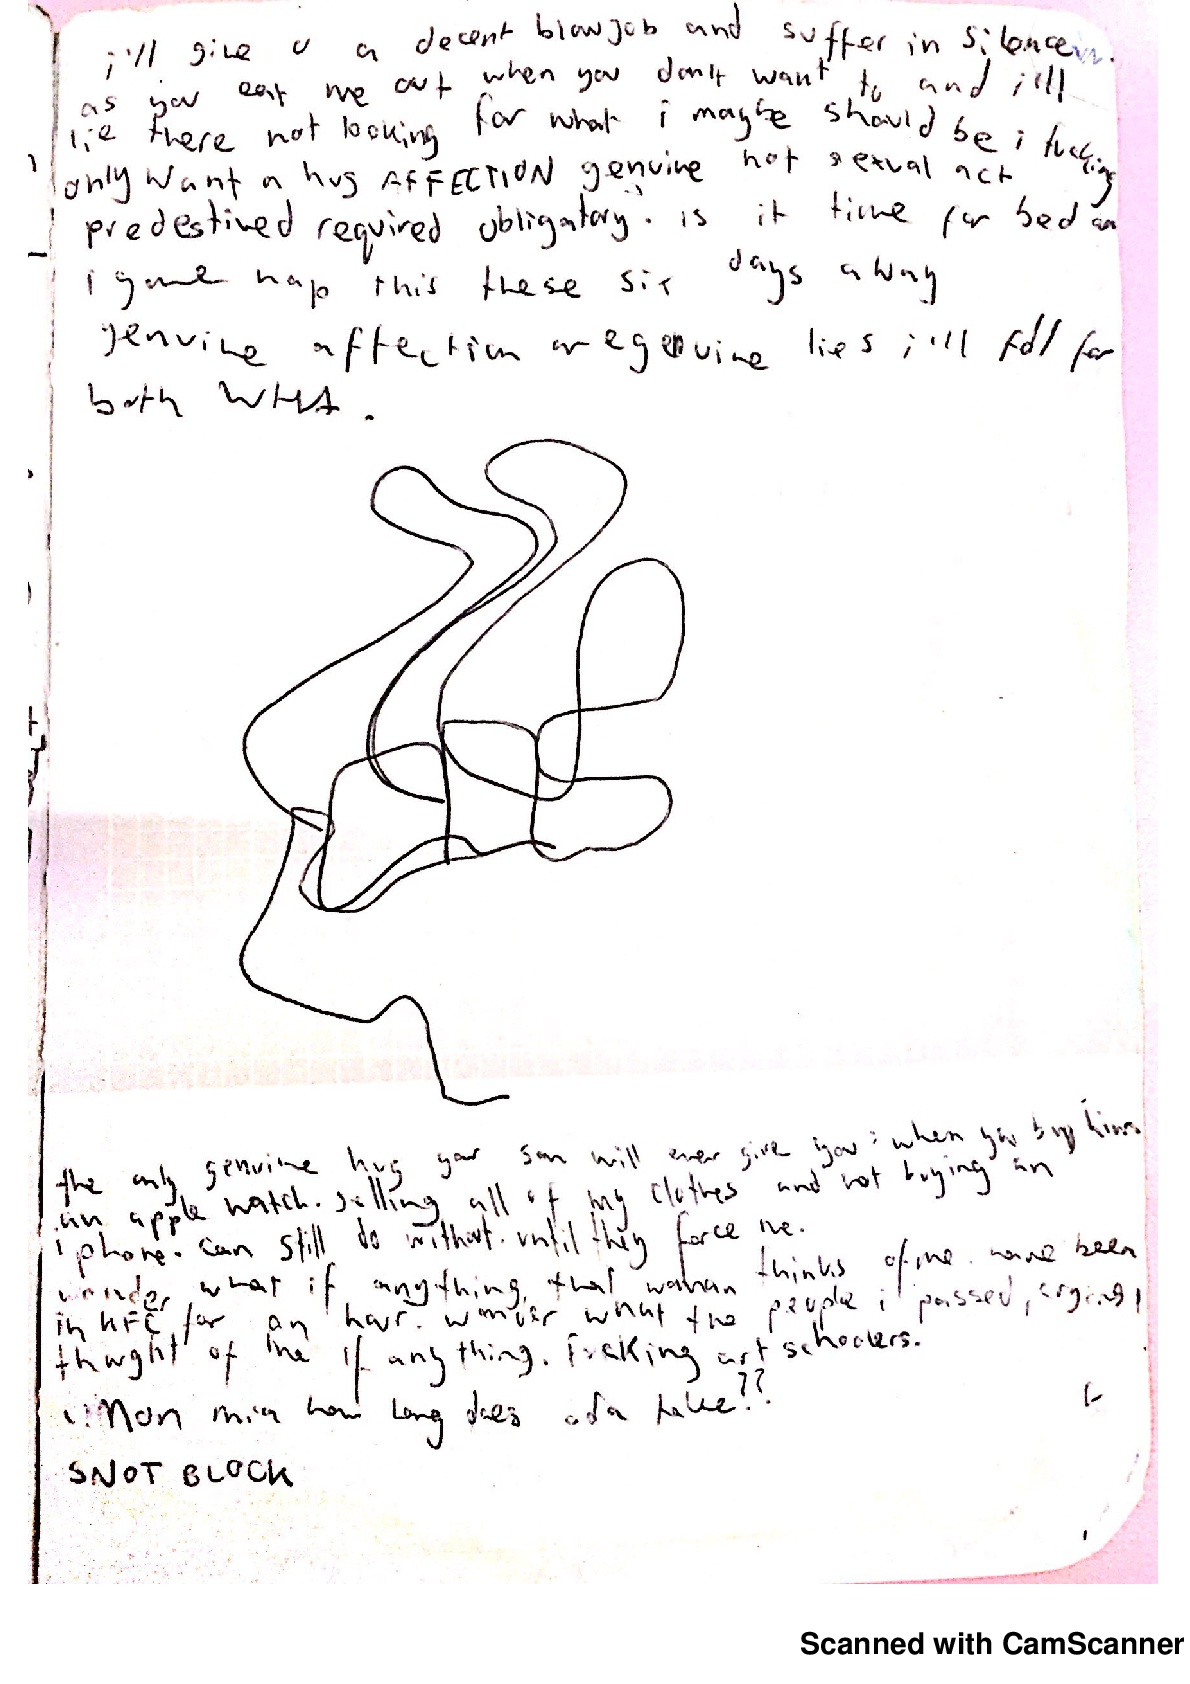 i'll give u a decent blowjob and suffer in silence
as you eat me out when you don't want to and i'll
lie there not looking for what i maybe should be i fucking
only want a hug AFFECTION genuine not sexual act
predestined required obligatory. is it time for bed
i game nap this these six days away
genuine affection or egenuine lies i'll fall for
both WHA.
the only genuine hug your son will ever give you: when you buy him
an apple watch. selling all of my clothes and not buying an
iphone. can still do without. until they force me.
wonder what if anything, that woman thinks of me. have been
in KFC for an hour. wonder what the people i passed, crying,
thought of me if anything. fucking art schoolers.
mia how long does take??
SNOT BLOCK
Scanned with CamScanner